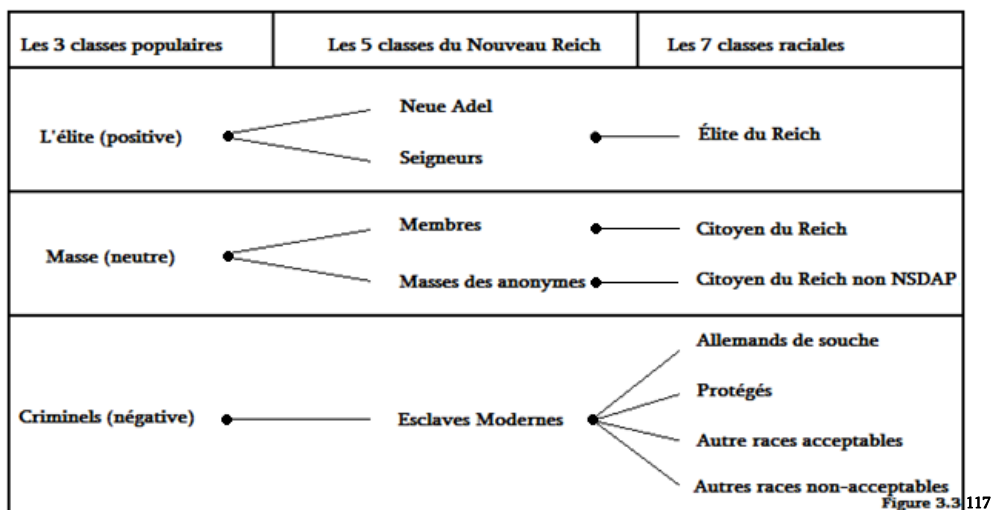 Les 3 classes populaires Les 5 classes du Nouveau Reich Les 7 classes raciales
Neue Adel
L'élite (positive) Élite du Reich
Seigneurs
Membres Citoyen du Reich
Masse (neutre)
Masses des anonymes Citoyen du Reich non NSDAP
Allemands de souche
Protégés
Criminels (négative) Esclaves Modernes
Autre races acceptables
Autres races non-acceptables
Figure 3.3 117